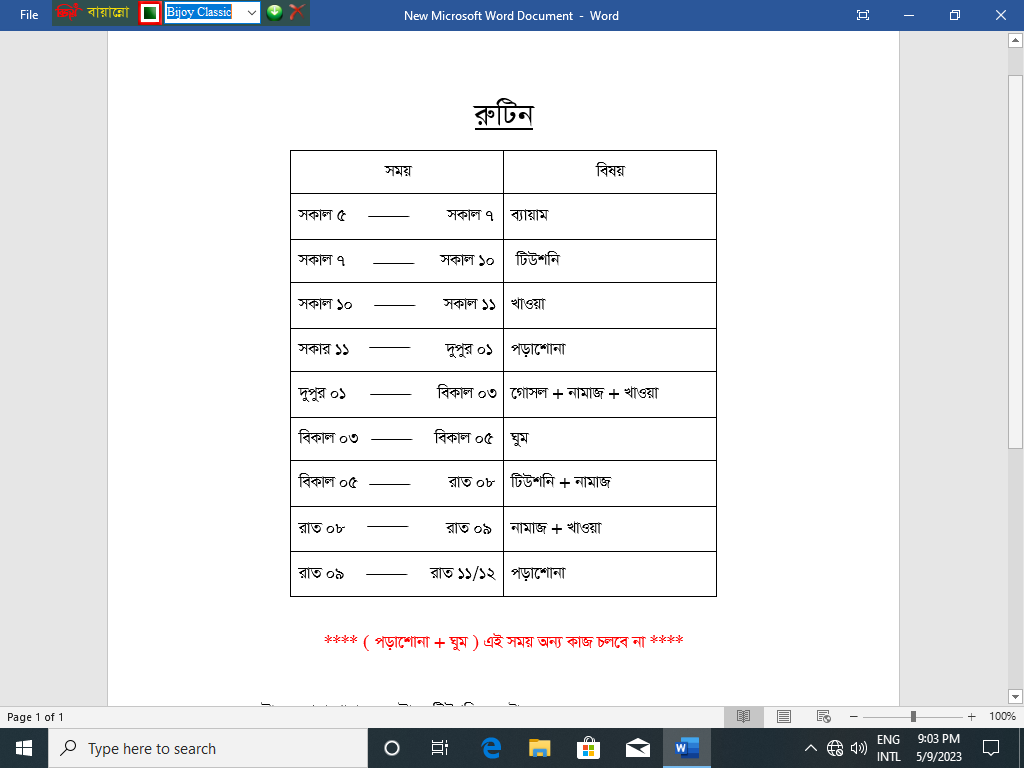 File বায়ান্নো Bijoy Classic New Microsoft Word Document - Word
রুটিন
সময় বিষয়
সকাল ৫ —— সকাল ৭ ব্যায়াম
সকাল ৭ —— সকাল ১০ টিউশনি
সকাল ১০ —— সকাল ১১ খাওয়া
সকার ১১ —— দুপুর ০১ পড়াশোনা
দুপুর ০১ —— বিকাল ০৩ গোসল + নামাজ + খাওয়া
বিকাল ০৩ —— বিকাল ০৫ ঘুম
বিকাল ০৫ —— রাত ০৮ টিউশনি + নামাজ
রাত ০৮ —— রাত ০৯ নামাজ + খাওয়া
রাত ০৯ —— রাত ১১/১২ পড়াশোনা
**** ( পড়াশোনা + ঘুম ) এই সময় অন্য কাজ চলবে না ****
Page 1 of 1 100%
Type here to search ENG INTL 9:03 PM 5/9/2023